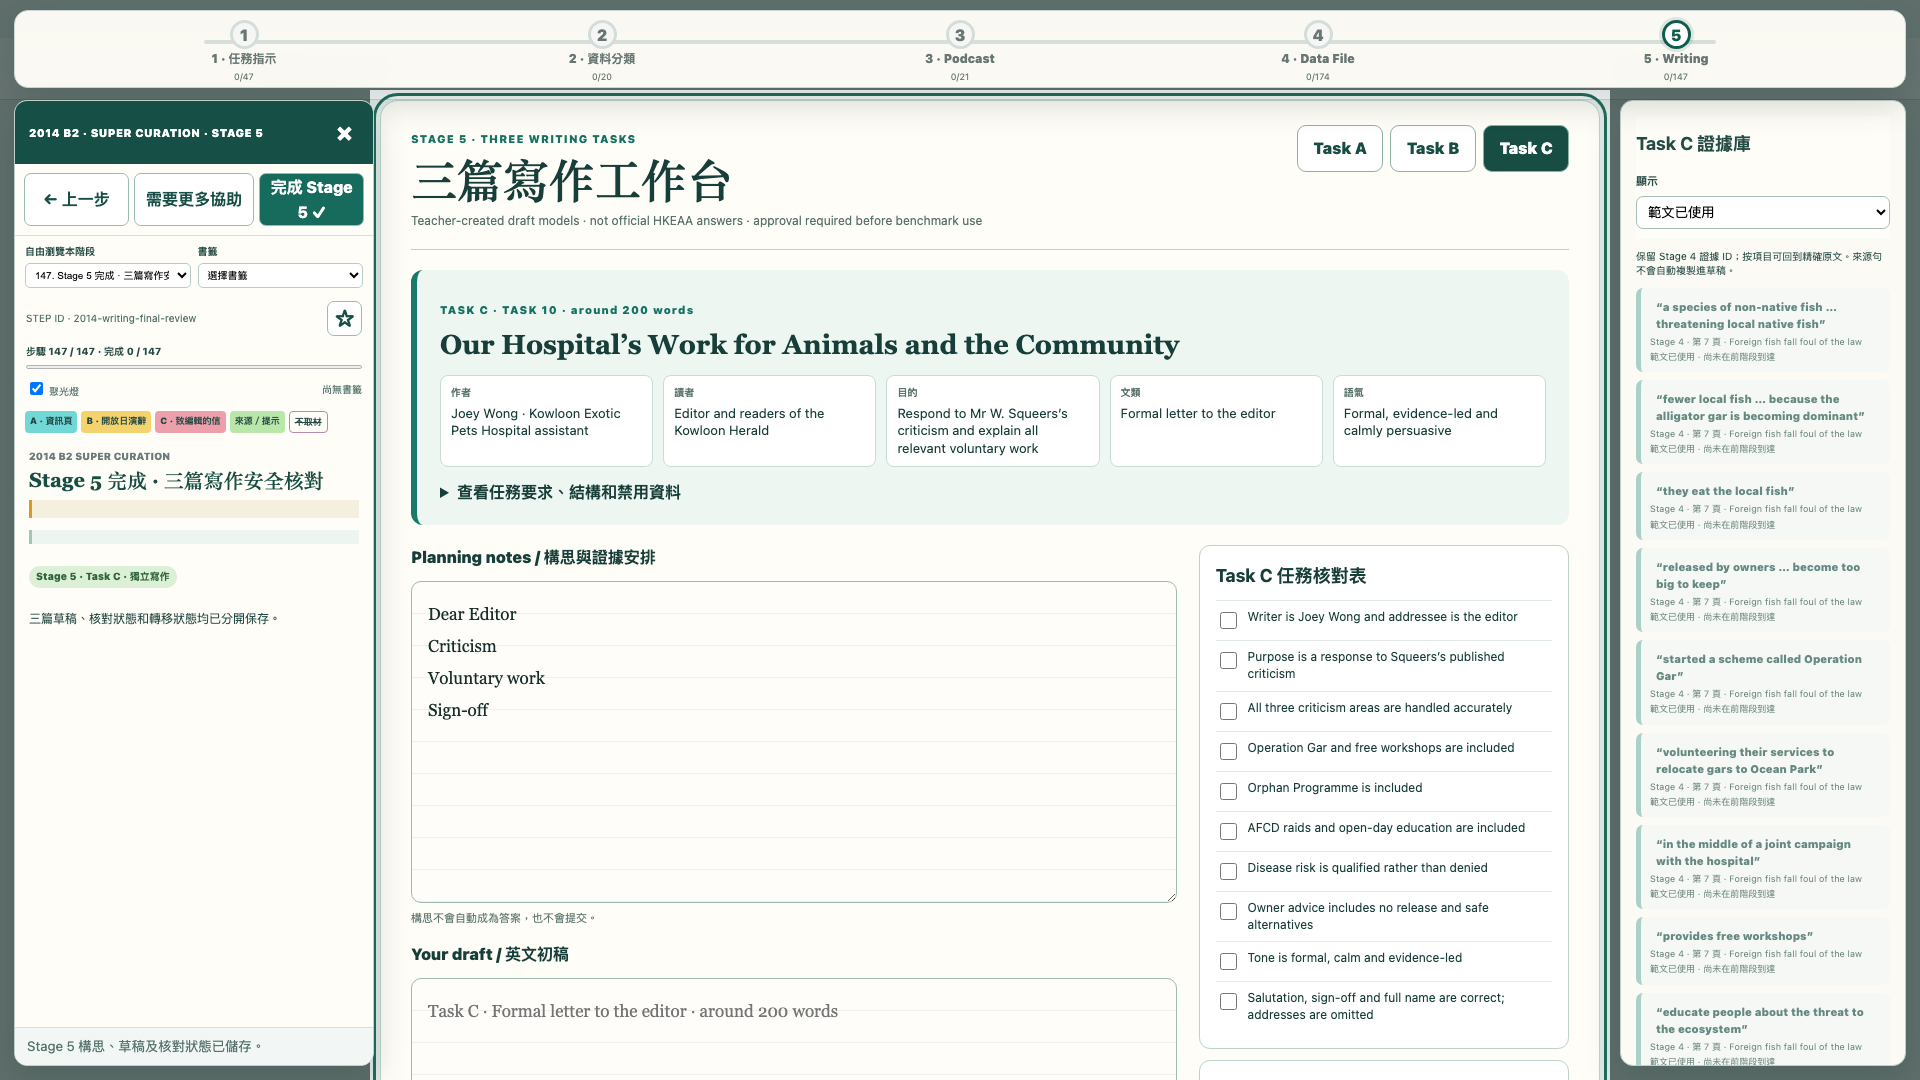 1
1 · 任務指示
0/47
2
2 · 資料分類
0/20
3
3 · Podcast
0/21
4
4 · Data File
0/174
5
5 · Writing
0/147
2014 B2 · SUPER CURATION · STAGE 5
← 上一步
需要更多協助
完成 Stage
5 ✓
自由瀏覽本階段
書籤
147. Stage 5 完成 · 三篇寫作安
選擇書籤
STEP ID · 2014-writing-final-review
步驟 147 / 147 · 完成 0 / 147
聚光燈
尚無書籤
A · 資訊頁
B · 開放日演辭
C · 致編輯的信
來源 / 提示
不取材
2014 B2 SUPER CURATION
Stage 5 完成 · 三篇寫作安全核對
Stage 5 · Task C · 獨立寫作
三篇草稿、核對狀態和轉移狀態均已分開保存。
Stage 5 構思、草稿及核對狀態已儲存。
STAGE 5 · THREE WRITING TASKS
三篇寫作工作台
Teacher-created draft models · not official HKEAA answers · approval required before benchmark use
Task A
Task B
Task C
TASK C · TASK 10 · around 200 words
Our Hospital’s Work for Animals and the Community
作者
Joey Wong · Kowloon Exotic
Pets Hospital assistant
讀者
Editor and readers of the
Kowloon Herald
目的
Respond to Mr W. Squeers’s
criticism and explain all
relevant voluntary work
文類
Formal letter to the editor
語氣
Formal, evidence-led and
calmly persuasive
查看任務要求、結構和禁用資料
Planning notes / 構思與證據安排
Dear Editor
Criticism
Voluntary work
Sign-off
構思不會自動成為答案，也不會提交。
Your draft / 英文初稿
Task C · Formal letter to the editor · around 200 words
Task C 任務核對表
Writer is Joey Wong and addressee is the editor
Purpose is a response to Squeers’s published
criticism
All three criticism areas are handled accurately
Operation Gar and free workshops are included
Orphan Programme is included
AFCD raids and open-day education are included
Disease risk is qualified rather than denied
Owner advice includes no release and safe
alternatives
Tone is formal, calm and evidence-led
Salutation, sign-off and full name are correct;
addresses are omitted
Task C 證據庫
顯示
範文已使用
保留 Stage 4 證據 ID；按項目可回到精確原文。來源句
不會自動複製進草稿。
“a species of non-native fish …
threatening local native fish”
Stage 4 · 第 7 頁 · Foreign fish fall foul of the law
範文已使用 · 尚未在前階段到達
“fewer local fish … because the
alligator gar is becoming dominant”
Stage 4 · 第 7 頁 · Foreign fish fall foul of the law
範文已使用 · 尚未在前階段到達
“they eat the local fish”
Stage 4 · 第 7 頁 · Foreign fish fall foul of the law
範文已使用 · 尚未在前階段到達
“released by owners … become too
big to keep”
Stage 4 · 第 7 頁 · Foreign fish fall foul of the law
範文已使用 · 尚未在前階段到達
“started a scheme called Operation
Gar”
Stage 4 · 第 7 頁 · Foreign fish fall foul of the law
範文已使用 · 尚未在前階段到達
“volunteering their services to
relocate gars to Ocean Park”
Stage 4 · 第 7 頁 · Foreign fish fall foul of the law
範文已使用 · 尚未在前階段到達
“in the middle of a joint campaign
with the hospital”
Stage 4 · 第 7 頁 · Foreign fish fall foul of the law
範文已使用 · 尚未在前階段到達
“provides free workshops”
Stage 4 · 第 7 頁 · Foreign fish fall foul of the law
範文已使用 · 尚未在前階段到達
“educate people about the threat to
the ecosystem”
Stage 4 · 第 7 頁 · Foreign fish fall foul of the law
範文已使用 · 尚未在前階段到達